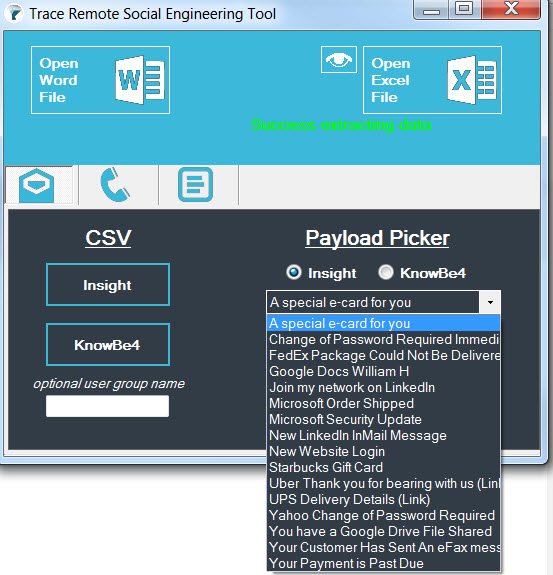 Trace Remote Social Engineering Tool
Open
Word
File
Open
Excel
File
Success extracting data
CSV
Payload Picker
Insight
KnowBe4
Insight
A special e-card for you
KnowBe4
optional user group name
A special e-card for you
Change of Password Required Immedi
FedEx Package Could Not Be Delivere
Google Docs William H
Join my network on LinkedIn
Microsoft Order Shipped
Microsoft Security Update
New LinkedIn InMail Message
New Website Login
Starbucks Gift Card
Uber Thank you for bearing with us (Linl
UPS Delivery Details (Link)
Yahoo Change of Password Required
You have a Google Drive File Shared
Your Customer Has Sent An eFax mess
Your Payment is Past Due